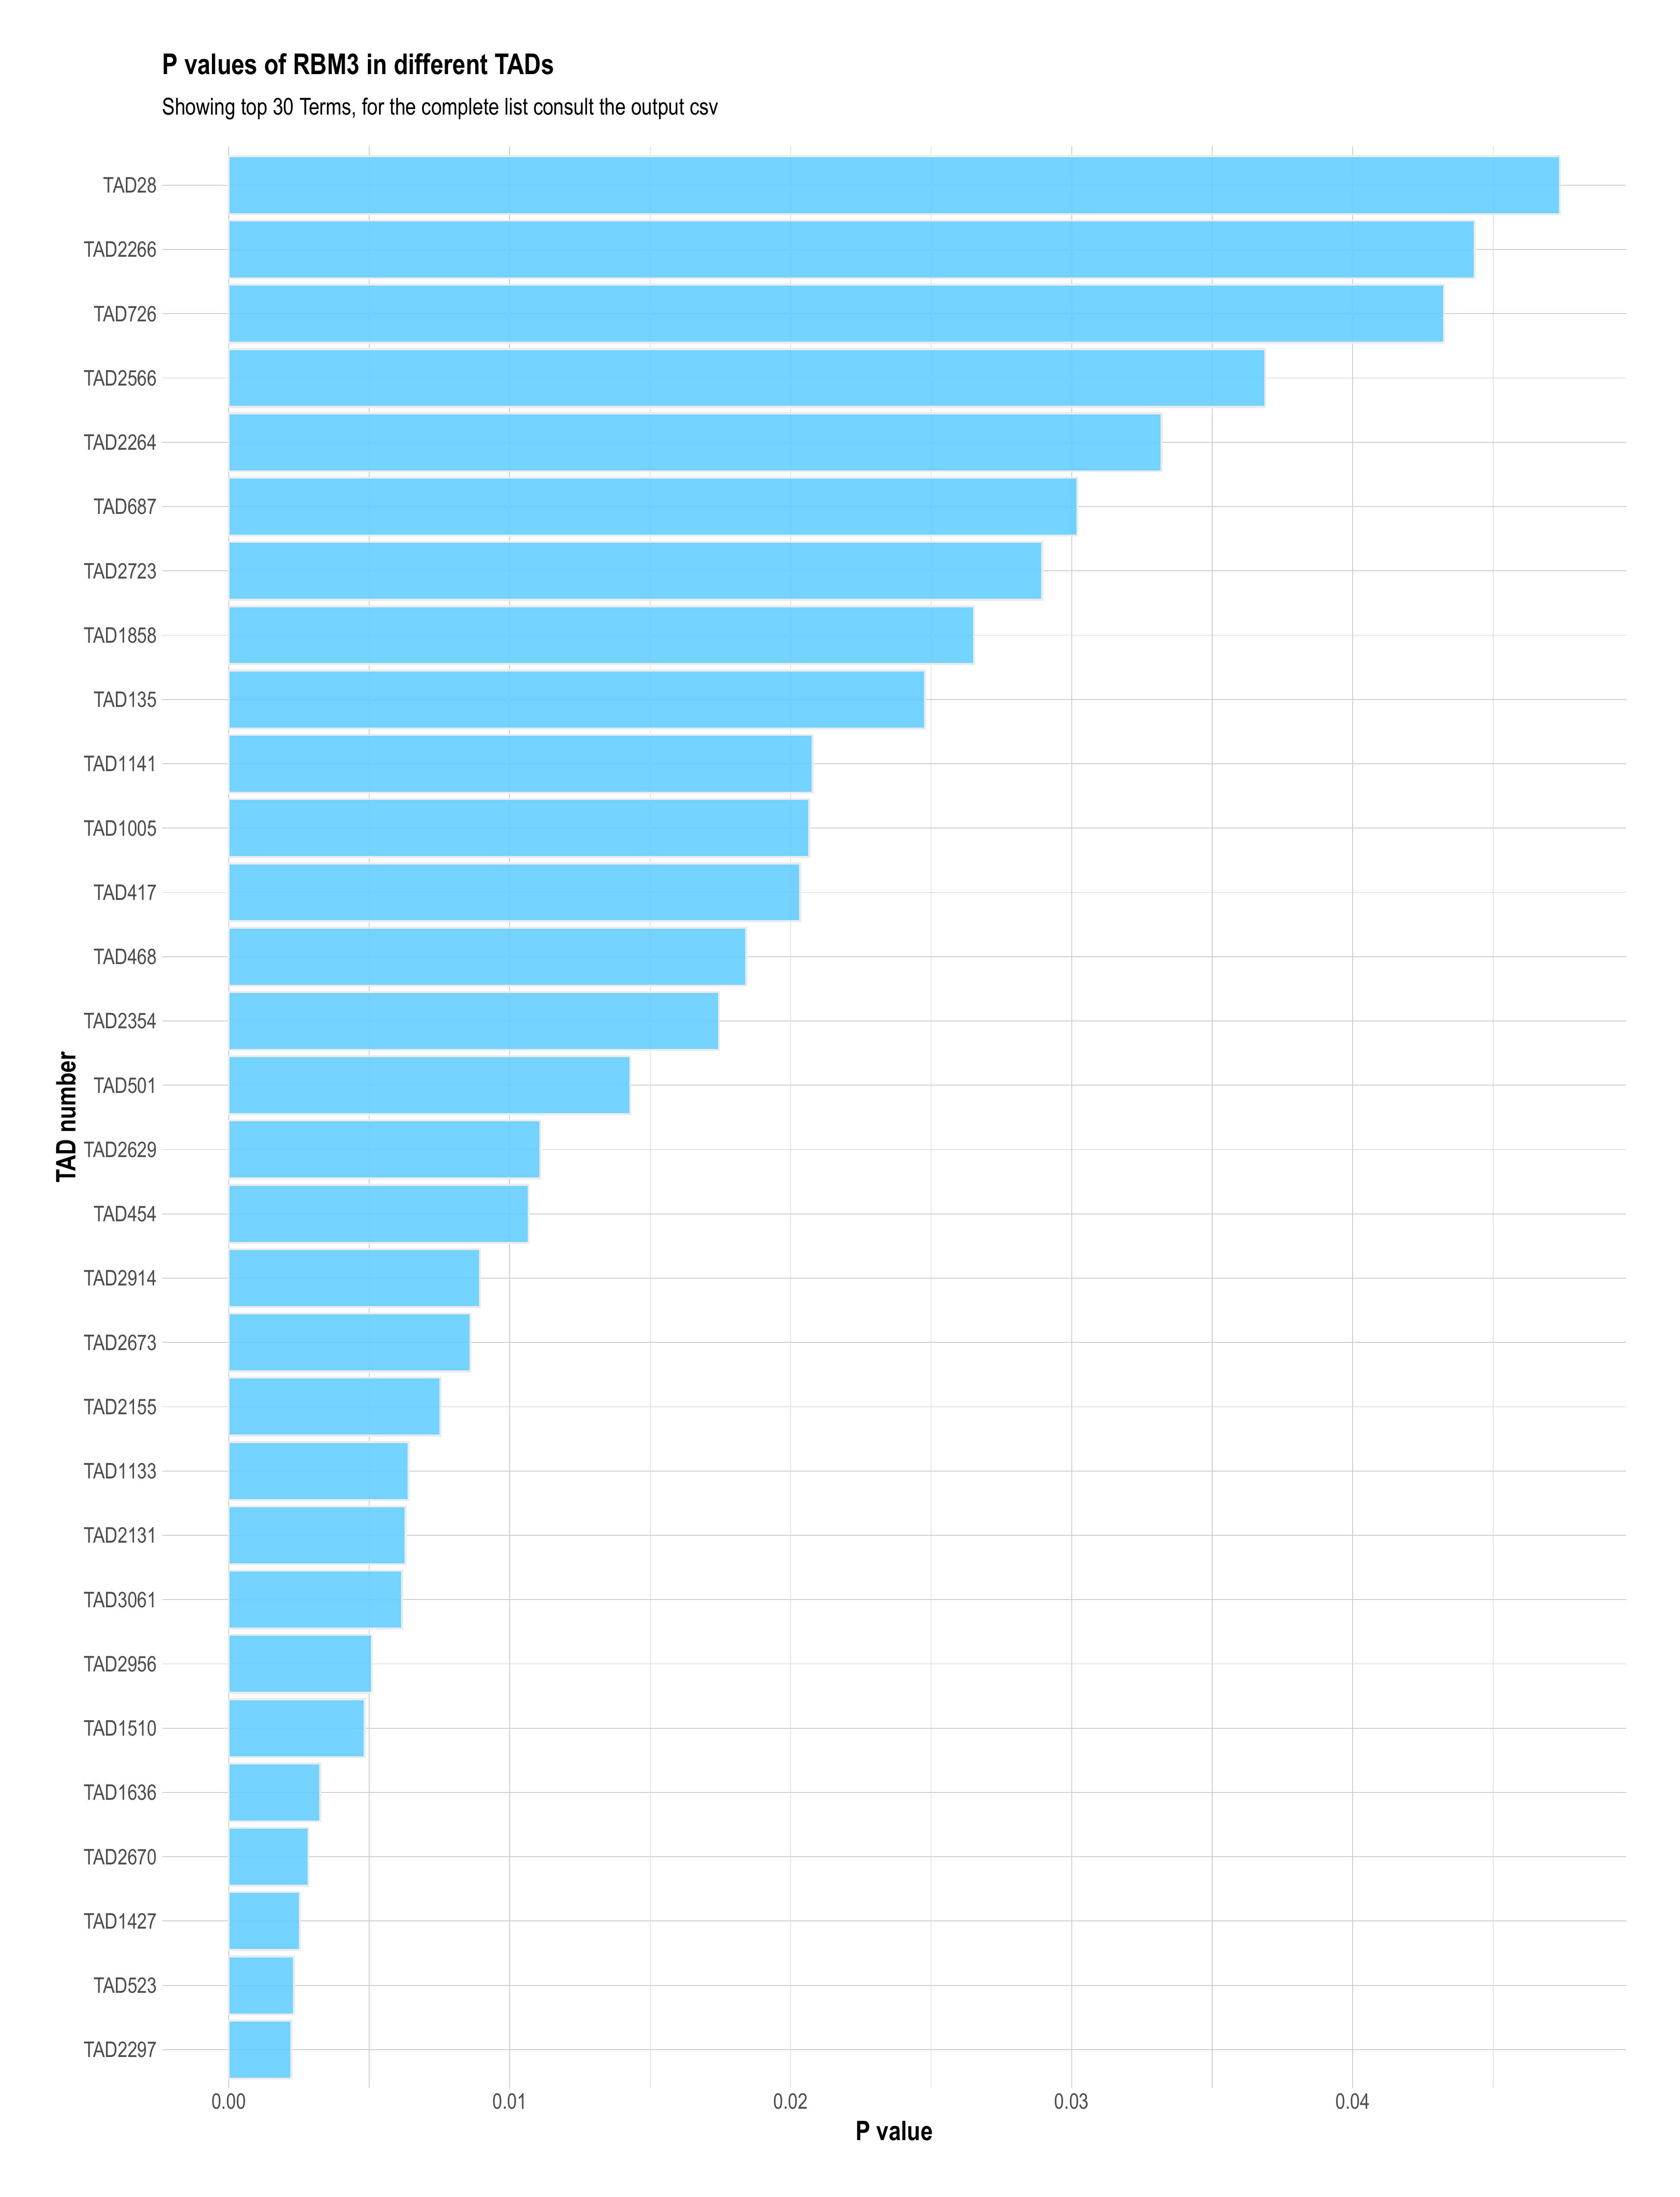 P values of RBM3 in different TADs
Showing top 30 Terms, for the complete list consult the output csv
TAD number
TAD28
TAD2266
TAD726
TAD2566
TAD2264
TAD687
TAD2723
TAD1858
TAD135
TAD1141
TAD1005
TAD417
TAD468
TAD2354
TAD501
TAD2629
TAD454
TAD2914
TAD2673
TAD2155
TAD1133
TAD2131
TAD3061
TAD2956
TAD1510
TAD1636
TAD2670
TAD1427
TAD523
TAD2297
0.00 0.01 0.02 0.03 0.04
P value